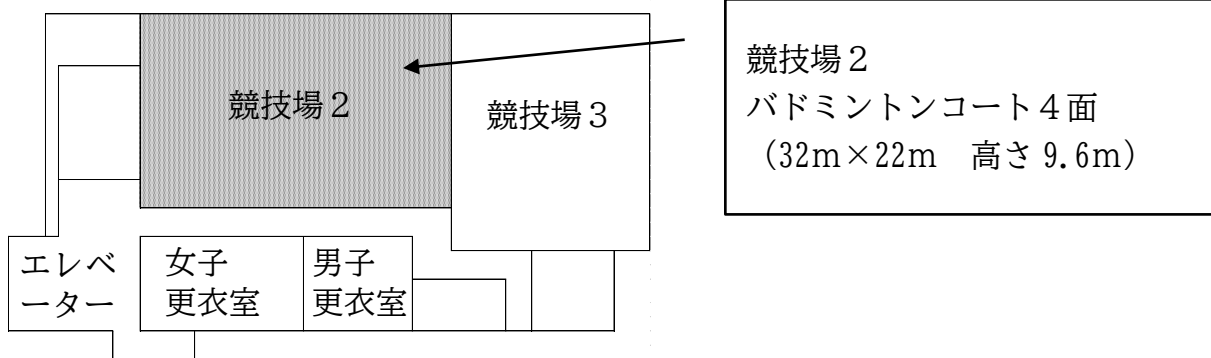 競技場２
競技場３
エレベ
ーター
女子
更衣室
男子
更衣室
競技場２
バドミントンコート４面
（32ｍ×22ｍ　高さ 9.6ｍ）